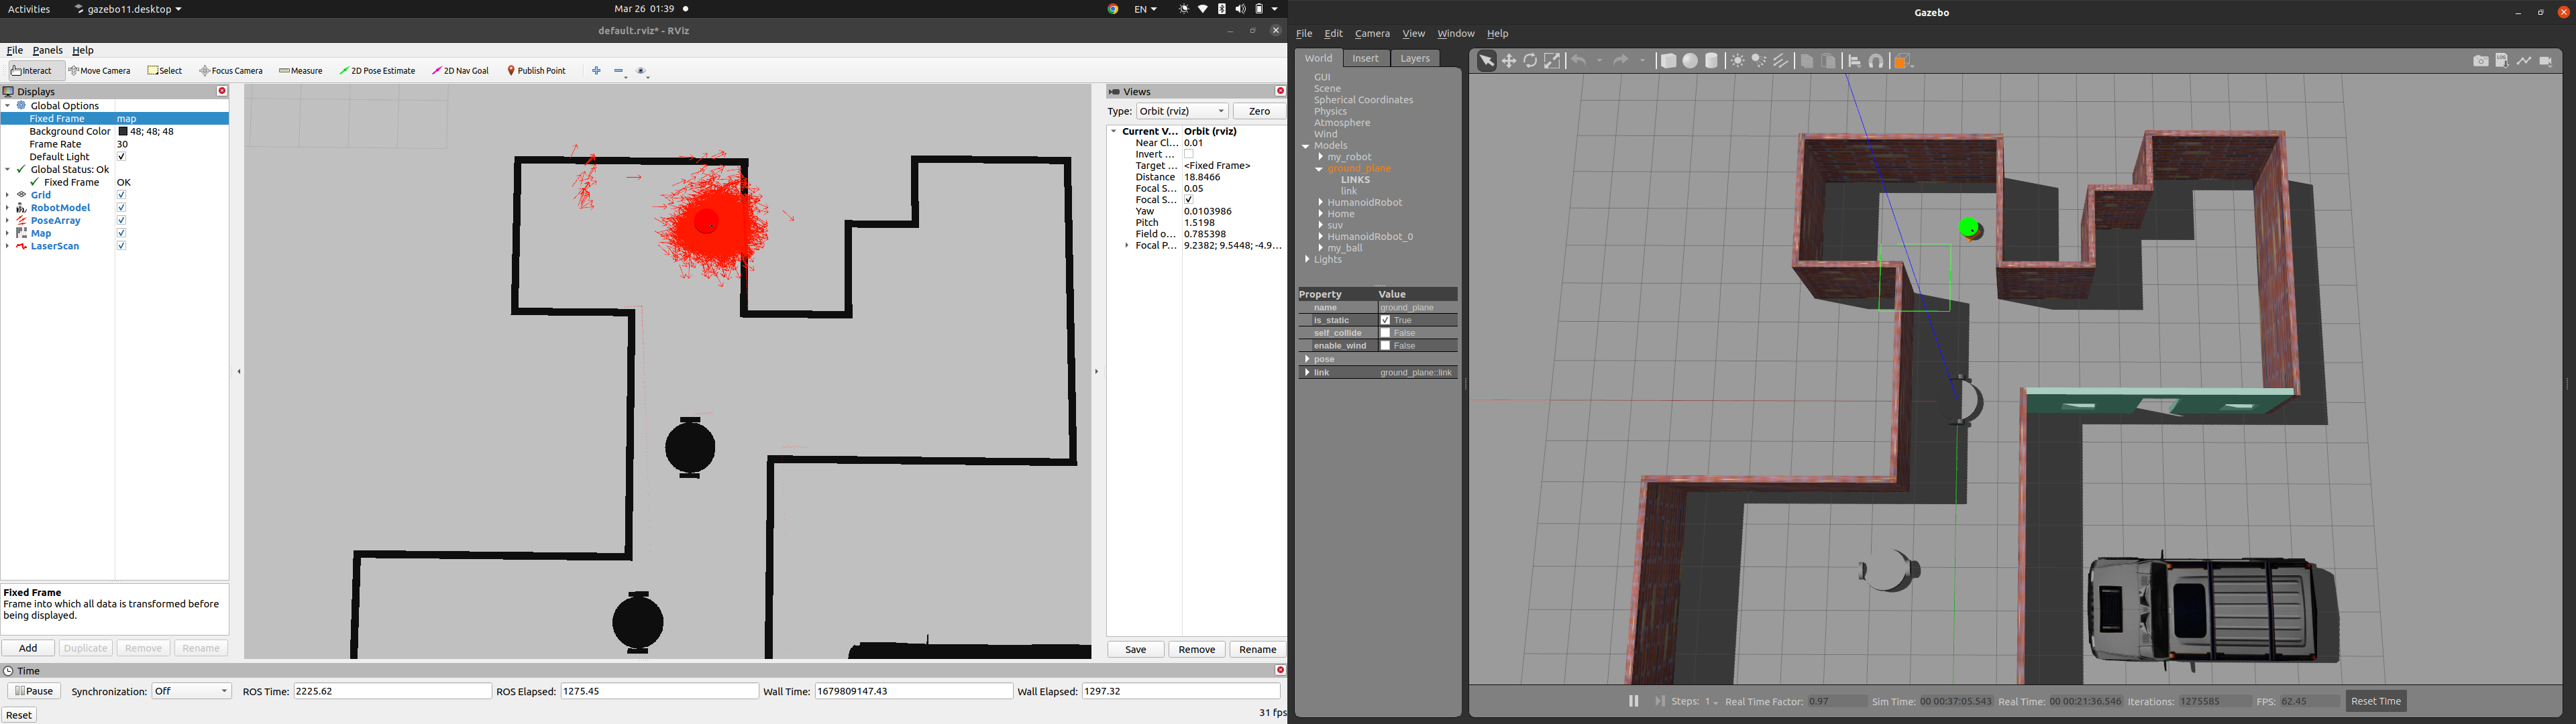 Activities
gazebo11.desktop
Mar 26 01:39
EN
default.rviz* - RViz
File Panels Help
Interact Move Camera Select Focus Camera Measure 2D Pose Estimate 2D Nav Goal Publish Point
Displays
Global Options
Fixed Frame map
Background Color 48; 48; 48
Frame Rate 30
Default Light
Global Status: Ok
Fixed Frame OK
Grid
RobotModel
PoseArray
Map
LaserScan
Fixed Frame
Frame into which all data is transformed before
being displayed.
Add Duplicate Remove Rename
Views
Type: Orbit (rviz) Zero
Current V... Orbit (rviz)
Near Cl... 0.01
Invert ...
Target ... <Fixed Frame>
Distance 18.8466
Focal S... 0.05
Focal S...
Yaw 0.0103986
Pitch 1.5198
Field o... 0.785398
Focal P... 9.2382; 9.5448; -4.9...
Save Remove Rename
Time
Pause Synchronization: Off ROS Time: 2225.62 ROS Elapsed: 1275.45 Wall Time: 1679809147.43 Wall Elapsed: 1297.32
Reset
31 fps
Gazebo
File Edit Camera View Window Help
World Insert Layers
GUI
Scene
Spherical Coordinates
Physics
Atmosphere
Wind
Models
my_robot
ground_plane
LINKS
link
HumanoidRobot
Home
suv
HumanoidRobot_0
my_ball
Lights
Property Value
name ground_plane
is_static True
self_collide False
enable_wind False
pose
link ground_plane::link
Steps: 1 Real Time Factor: 0.97 Sim Time: 00 00:37:05.543 Real Time: 00 00:21:36.546 Iterations: 1275585 FPS: 62.45 Reset Time